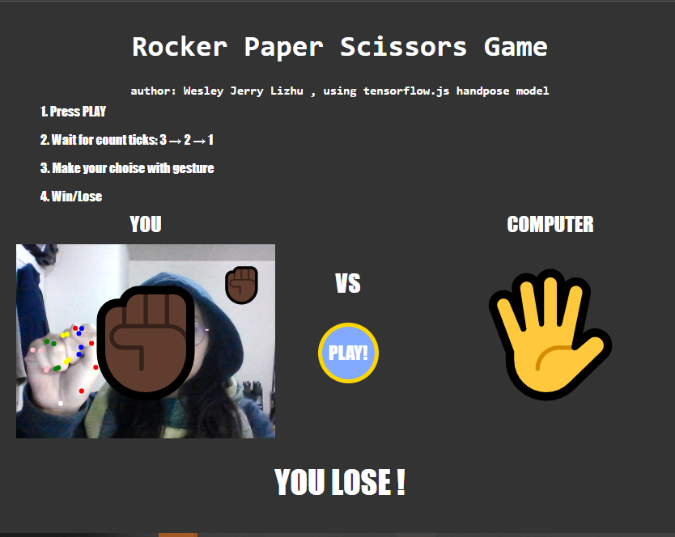 Rocker Paper Scissors Game
author: Wesley Jerry Lizhu , using tensorflow.js handpose model
1. Press PLAY
2. Wait for count ticks: 3 → 2 → 1
3. Make your choise with gesture
4. Win/Lose
YOU
COMPUTER
VS
PLAY!
YOU LOSE !